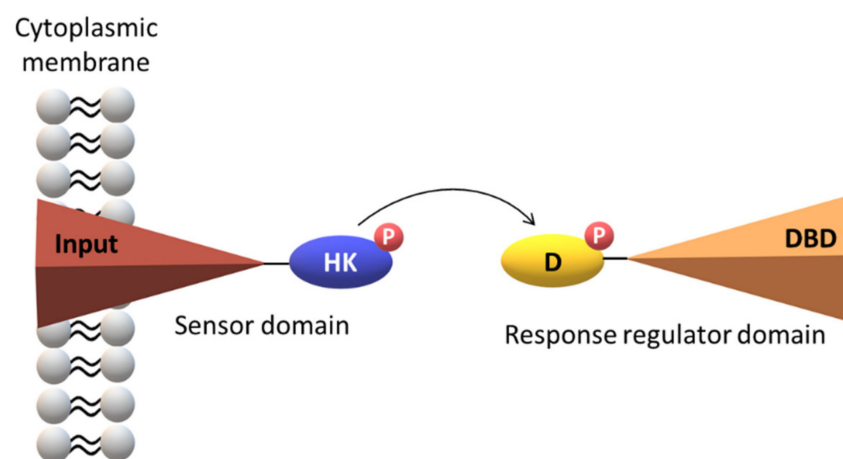 Cytoplasmic
membrane
Input
HK
P
D
P
DBD
Sensor domain
Response regulator domain